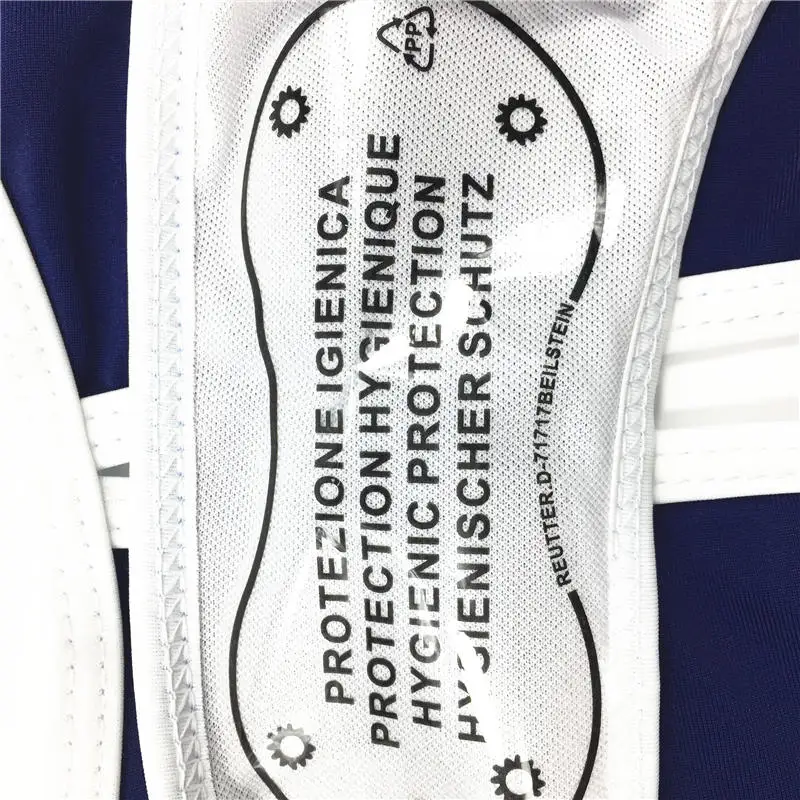 PP
PROTEZIONE IGIENICA
PROTECTION HYGIENIQUE
HYGIENIC PROTECTION
HYGIENISCHER SCHUTZ
REUTTER.D-71717BEILSTEIN